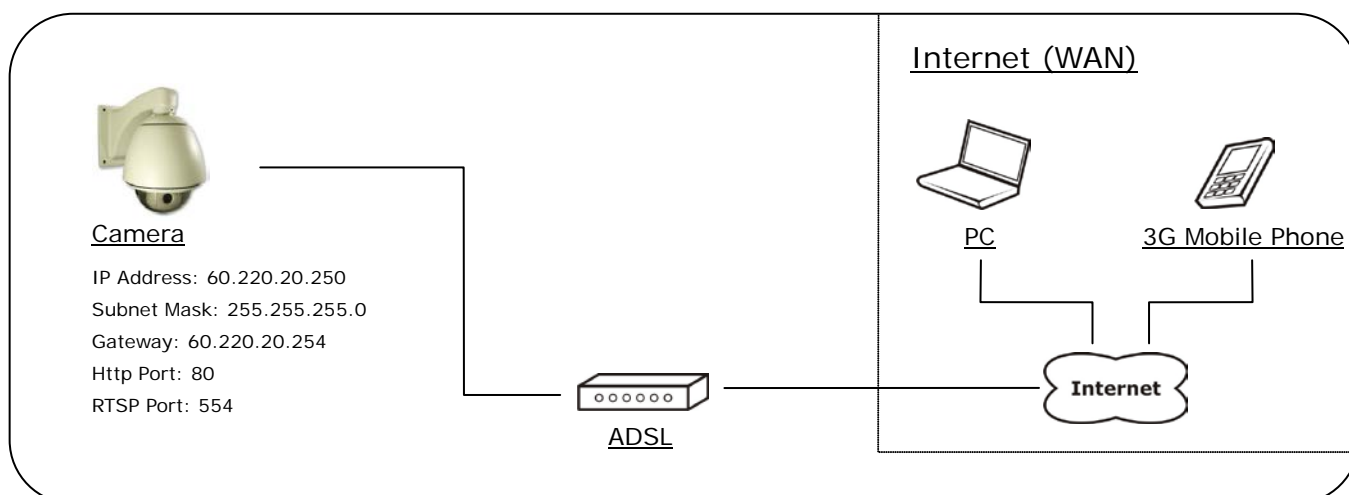 Internet (WAN)
Camera
IP Address: 60.220.20.250
Subnet Mask: 255.255.255.0
Gateway: 60.220.20.254
Http Port: 80
RTSP Port: 554
PC
3G Mobile Phone
ADSL
Internet